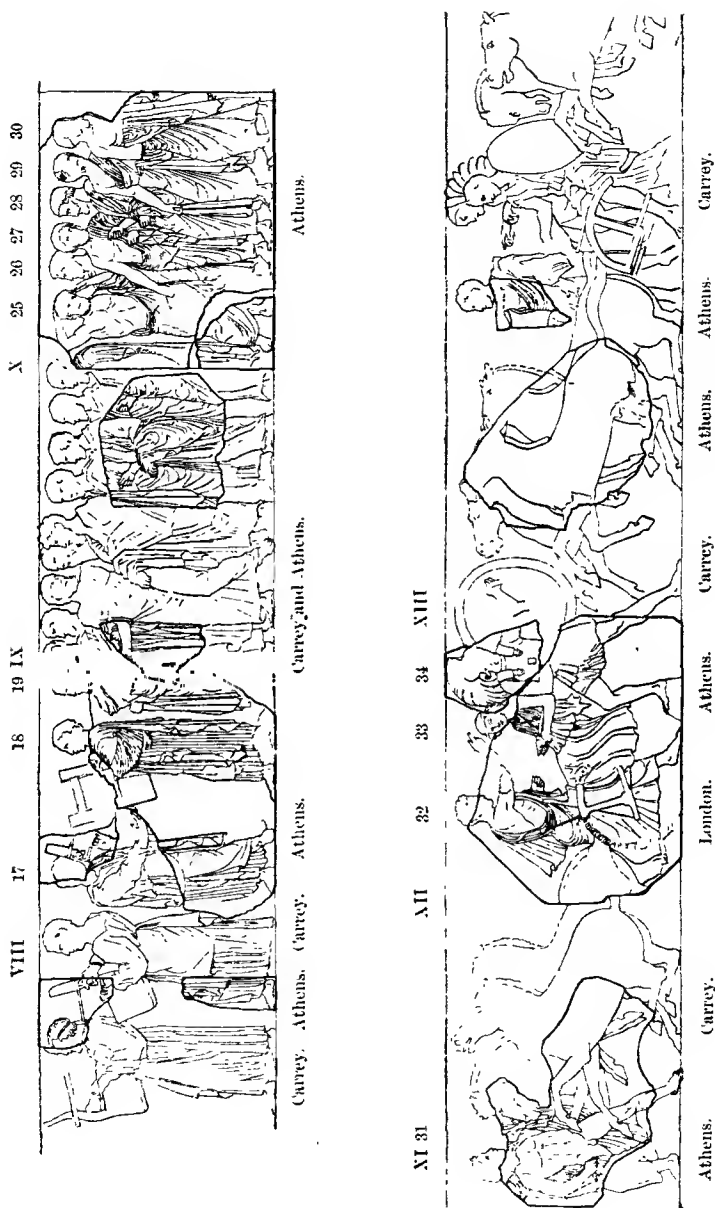 VIII 17 18 19 IX X 25 26 27 28 29 30
Carrey. Athens. Carrey. Athens. Carrey and Athens. Athens.
XI 31 XII 32 33 34 XIII
Athens. Carrey. London. Athens. Carrey. Athens. Athens. Carrey.